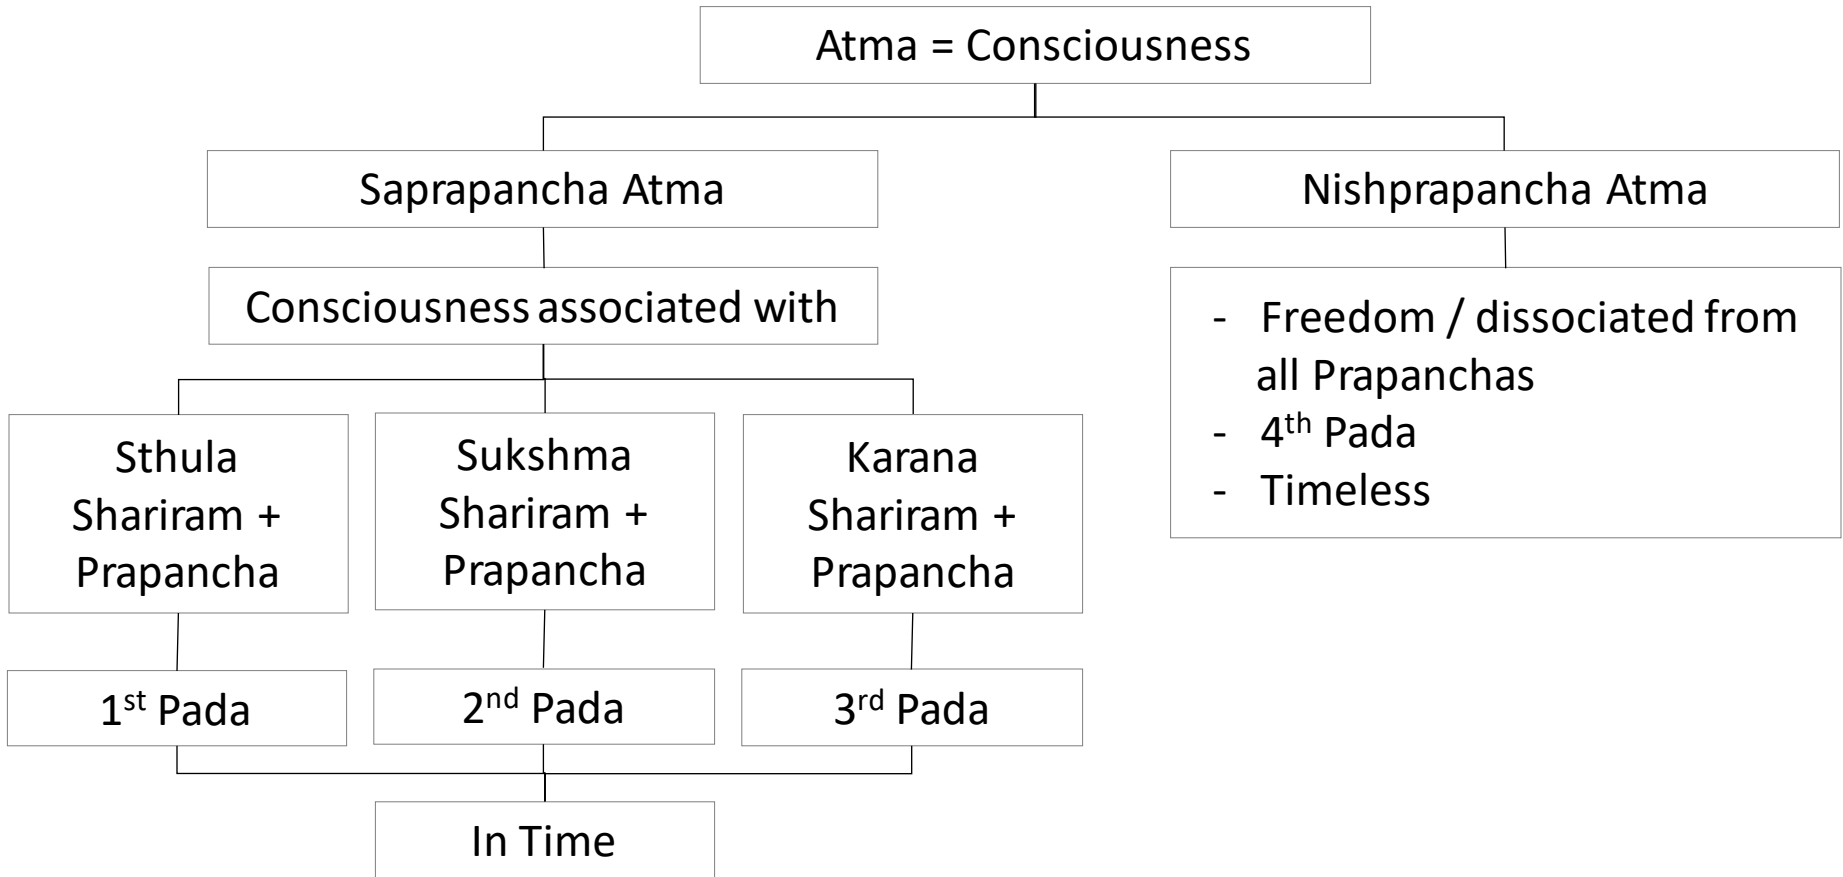 Atma = Consciousness
Saprapancha Atma
Nishprapancha Atma
Consciousness associated with
- Freedom / dissociated from
all Prapanchas
- 4th Pada
- Timeless
Sthula
Shariram +
Prapancha
Sukshma
Shariram +
Prapancha
Karana
Shariram +
Prapancha
1st Pada
2nd Pada
3rd Pada
In Time